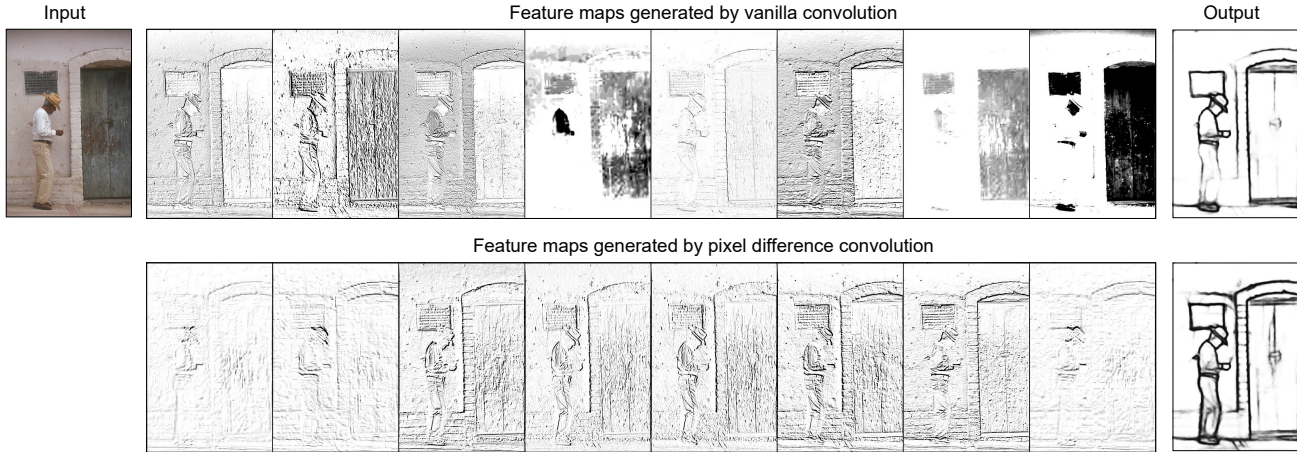 Input
Feature maps generated by vanilla convolution
Output
Feature maps generated by pixel difference convolution